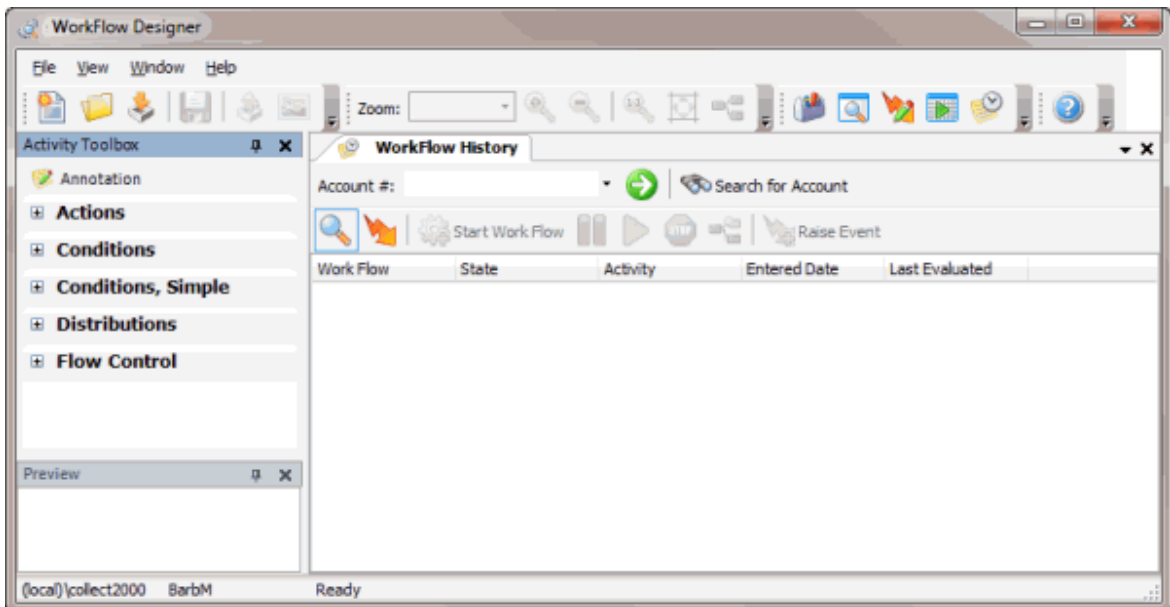 WorkFlow Designer
File View Window Help
Zoom:
Activity Toolbox
WorkFlow History
Annotation
Account #:
Search for Account
Actions
Start Work Flow
Raise Event
Conditions
Work Flow State Activity Entered Date Last Evaluated
Conditions, Simple
Distributions
Flow Control
Preview
(local)\collect2000 BarbM Ready